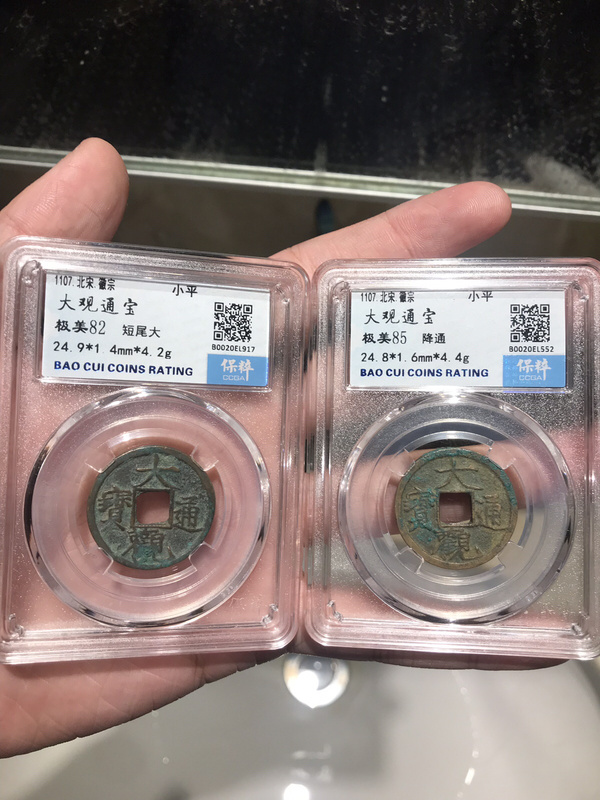 1107. 北宋. 徽宗
小平
大观通宝
极美82 短尾大
24.9*1.4mm*4.2g
B0020EL917
BAO CUI COINS RATING
保粹
CCGA
大
寶 通
觀
1107. 北宋. 徽宗
小平
大观通宝
极美85 降通
24.8*1.6mm*4.4g
B0020EL552
BAO CUI COINS RATING
保粹
CCGA
大
寶 通
觀